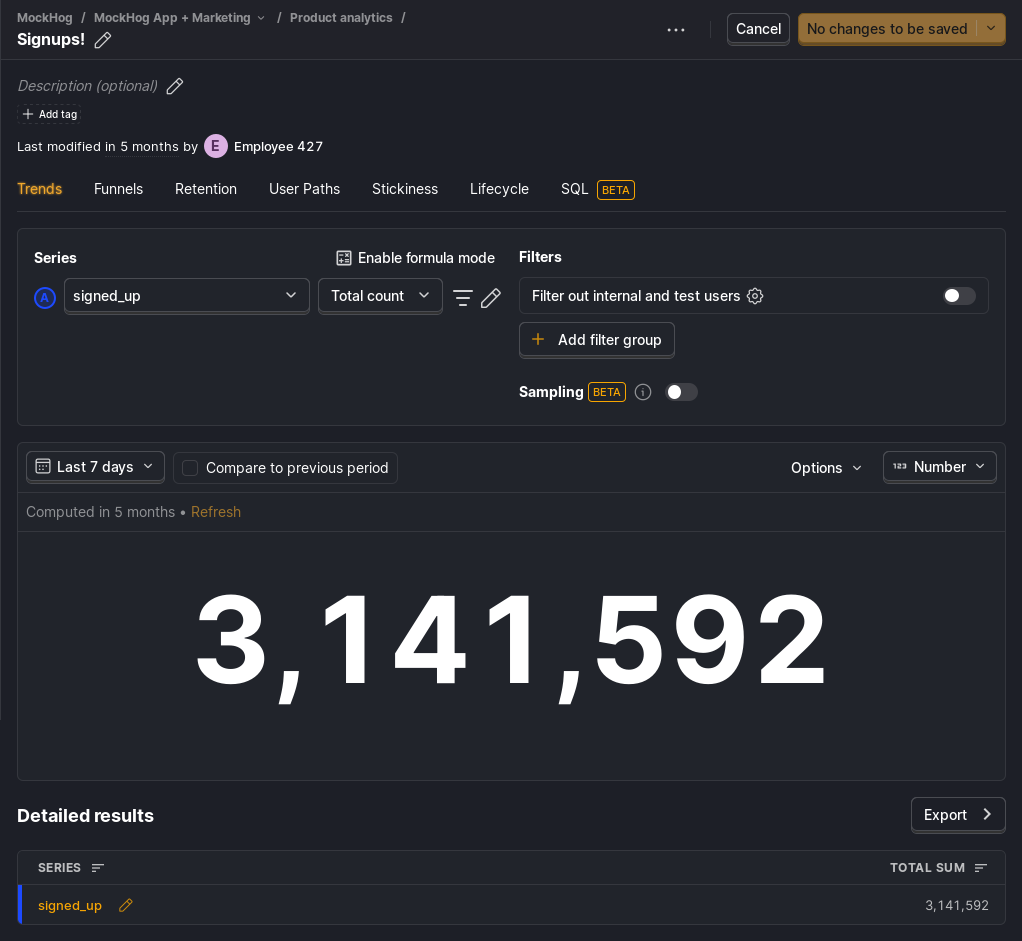 MockHog / MockHog App + Marketing / Product analytics /
Signups!
Cancel
No changes to be saved
Description (optional)
+ Add tag
Last modified in 5 months by E Employee 427
Trends Funnels Retention User Paths Stickiness Lifecycle SQL BETA
Series
Enable formula mode
A signed_up Total count
Filters
Filter out internal and test users
+ Add filter group
Sampling BETA
Last 7 days Compare to previous period Options 123 Number
Computed in 5 months • Refresh
3,141,592
Detailed results Export
SERIES TOTAL SUM
signed_up 3,141,592